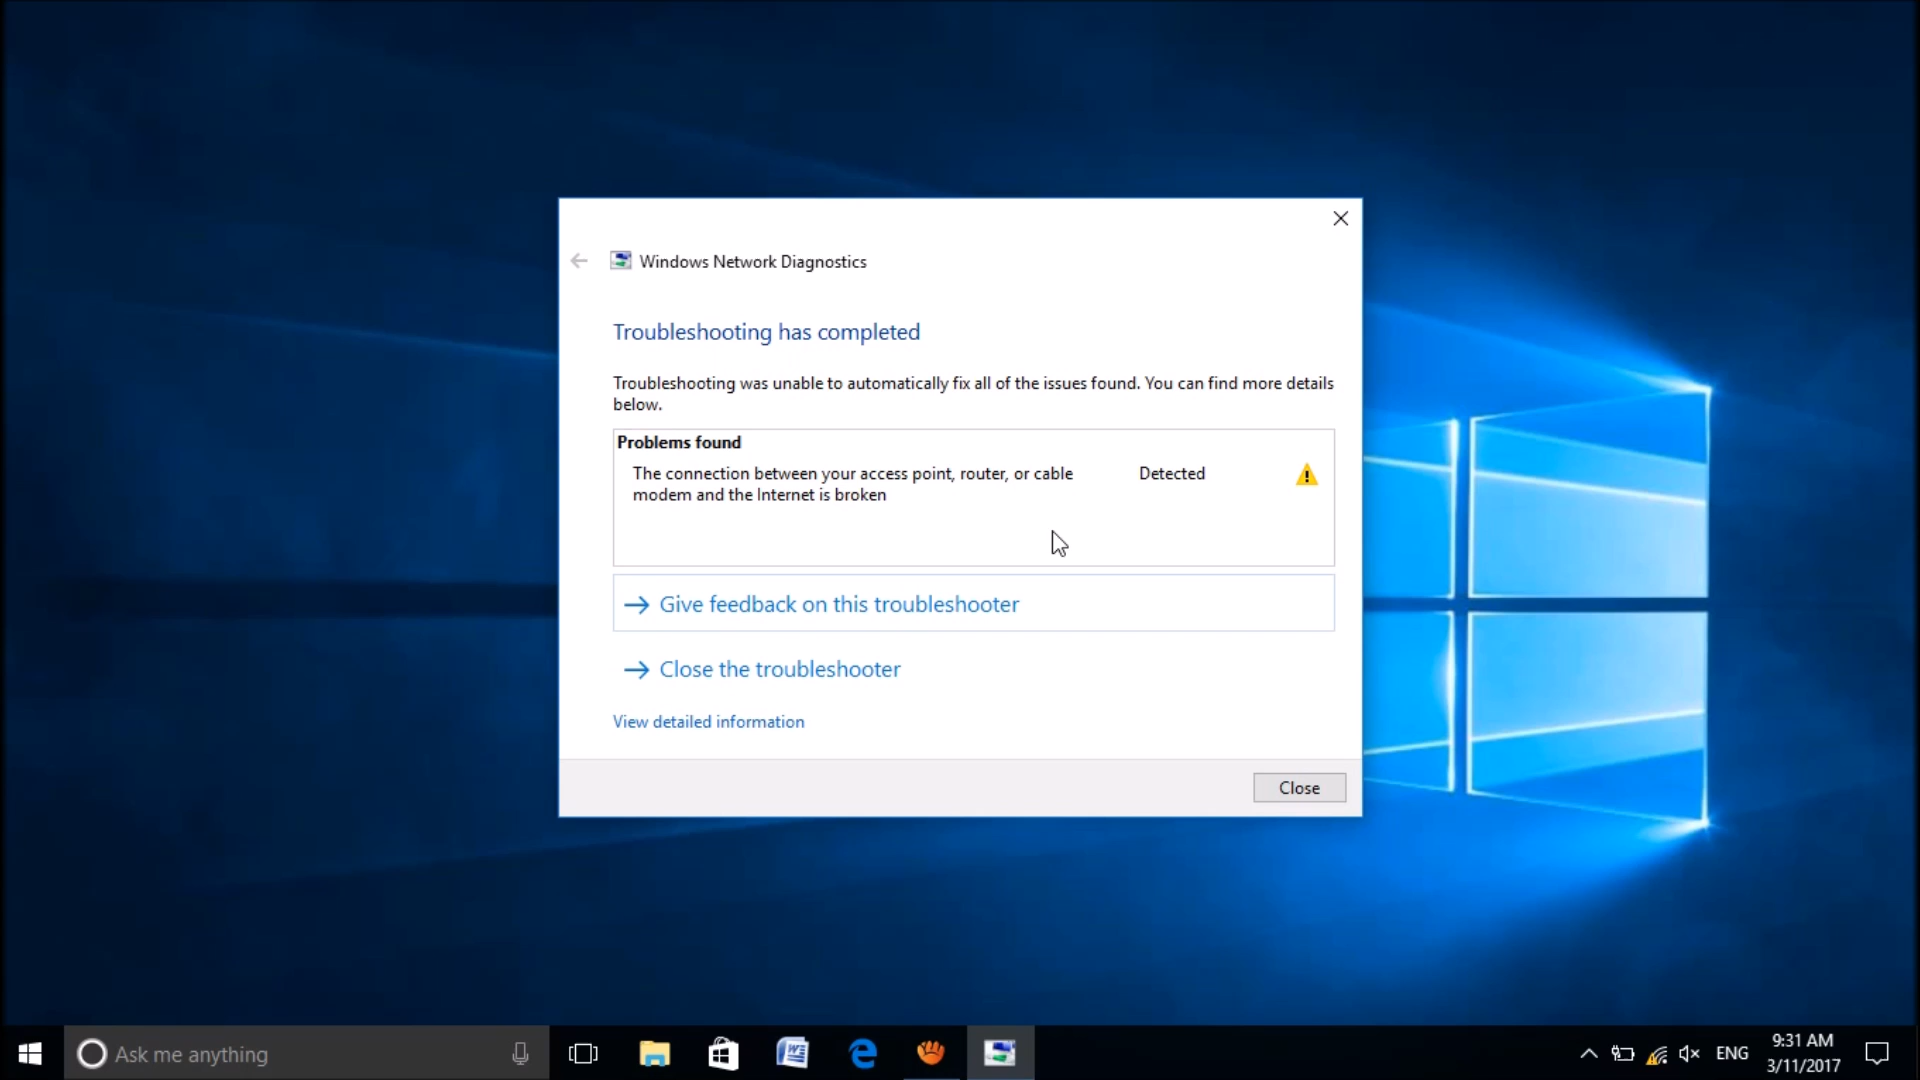 Windows Network Diagnostics
Troubleshooting has completed
Troubleshooting was unable to automatically fix all of the issues found. You can find more details
below.
Problems found
The connection between your access point, router, or cable Detected
modem and the Internet is broken
Give feedback on this troubleshooter
Close the troubleshooter
View detailed information
Close
Ask me anything
ENG
9:31 AM
3/11/2017